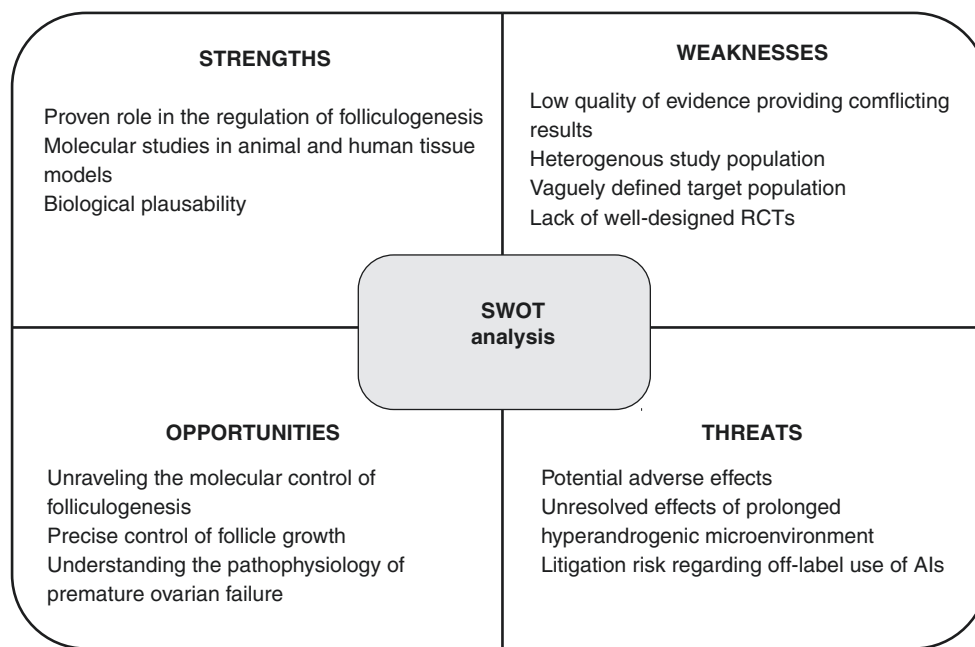 STRENGTHS
Proven role in the regulation of folliculogenesis
Molecular studies in animal and human tissue
models
Biological plausability
WEAKNESSES
Low quality of evidence providing comflicting
results
Heterogenous study population
Vaguely defined target population
Lack of well-designed RCTs
SWOT
analysis
OPPORTUNITIES
Unraveling the molecular control of
folliculogenesis
Precise control of follicle growth
Understanding the pathophysiology of
premature ovarian failure
THREATS
Potential adverse effects
Unresolved effects of prolonged
hyperandrogenic microenvironment
Litigation risk regarding off-label use of AIs